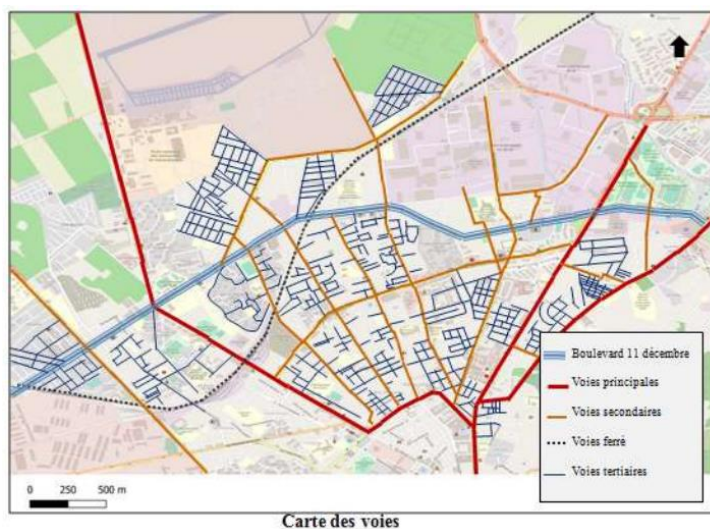 Boulevard 11 décembre
Voies principales
Voies secondaires
Voies ferré
Voies tertiaires
0 250 500 m
Carte des voies